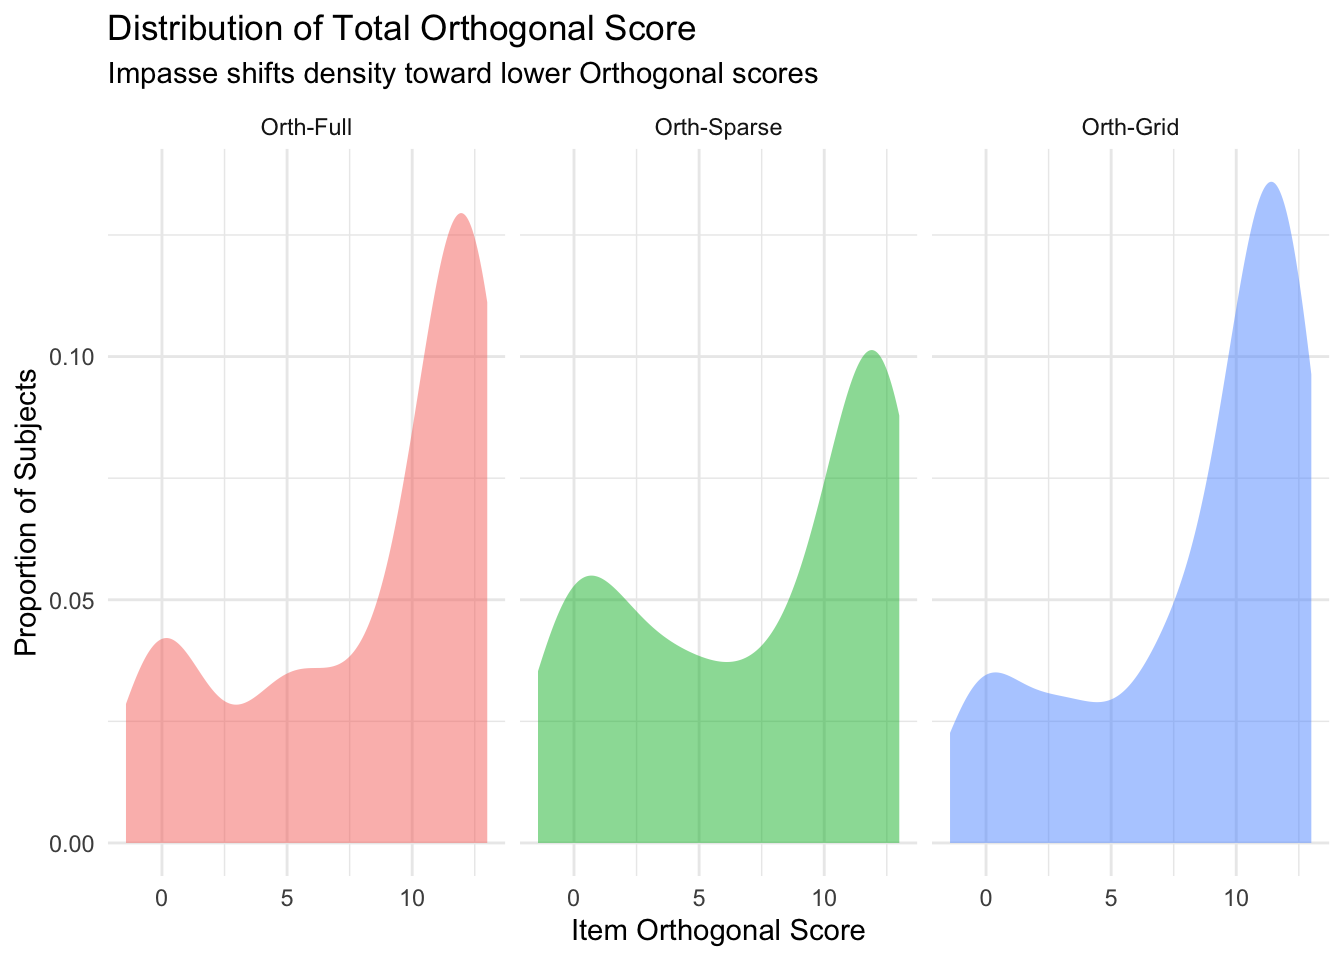 Distribution of Total Orthogonal Score
Impasse shifts density toward lower Orthogonal scores
Orth-Full
Orth-Sparse
Orth-Grid
Proportion of Subjects
0.10
0.05
0.00
0 5 10
0 5 10
0 5 10
Item Orthogonal Score